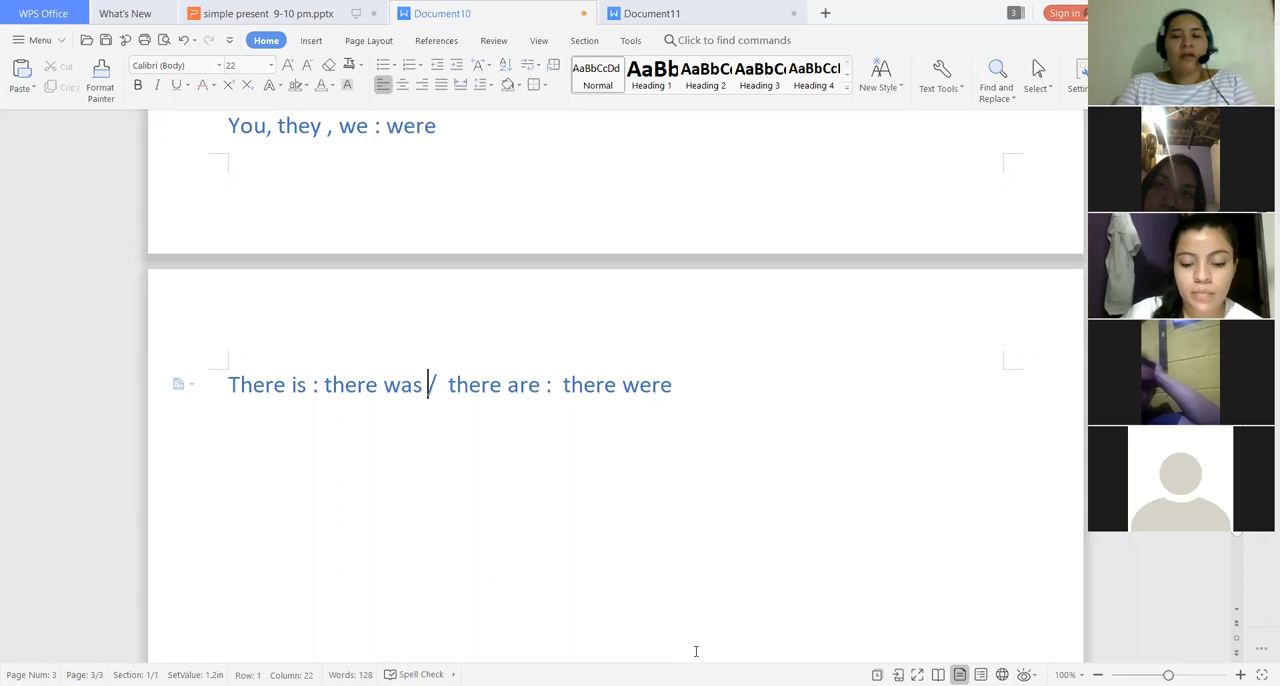 WPS Office
What's New
simple present 9-10 pm.pptx
Document10
Document11
3
Sign in
Menu
Home
Insert
Page Layout
References
Review
View
Section
Tools
Click to find commands
Paste
Cut
Copy
Format
Painter
Calibri (Body)
22
AaBbCcDd
Normal
AaBb
Heading 1
AaBbC
Heading 2
AaBbC
Heading 3
AaBbCcl
Heading 4
New Style
Text Tools
Find and
Replace
Select
You, they , we : were
There is : there was / there are : there were
Page Num: 3
Page: 3/3
Section: 1/1
SetValue: 1.2in
Row: 1
Column: 22
Words: 128
Spell Check
100%